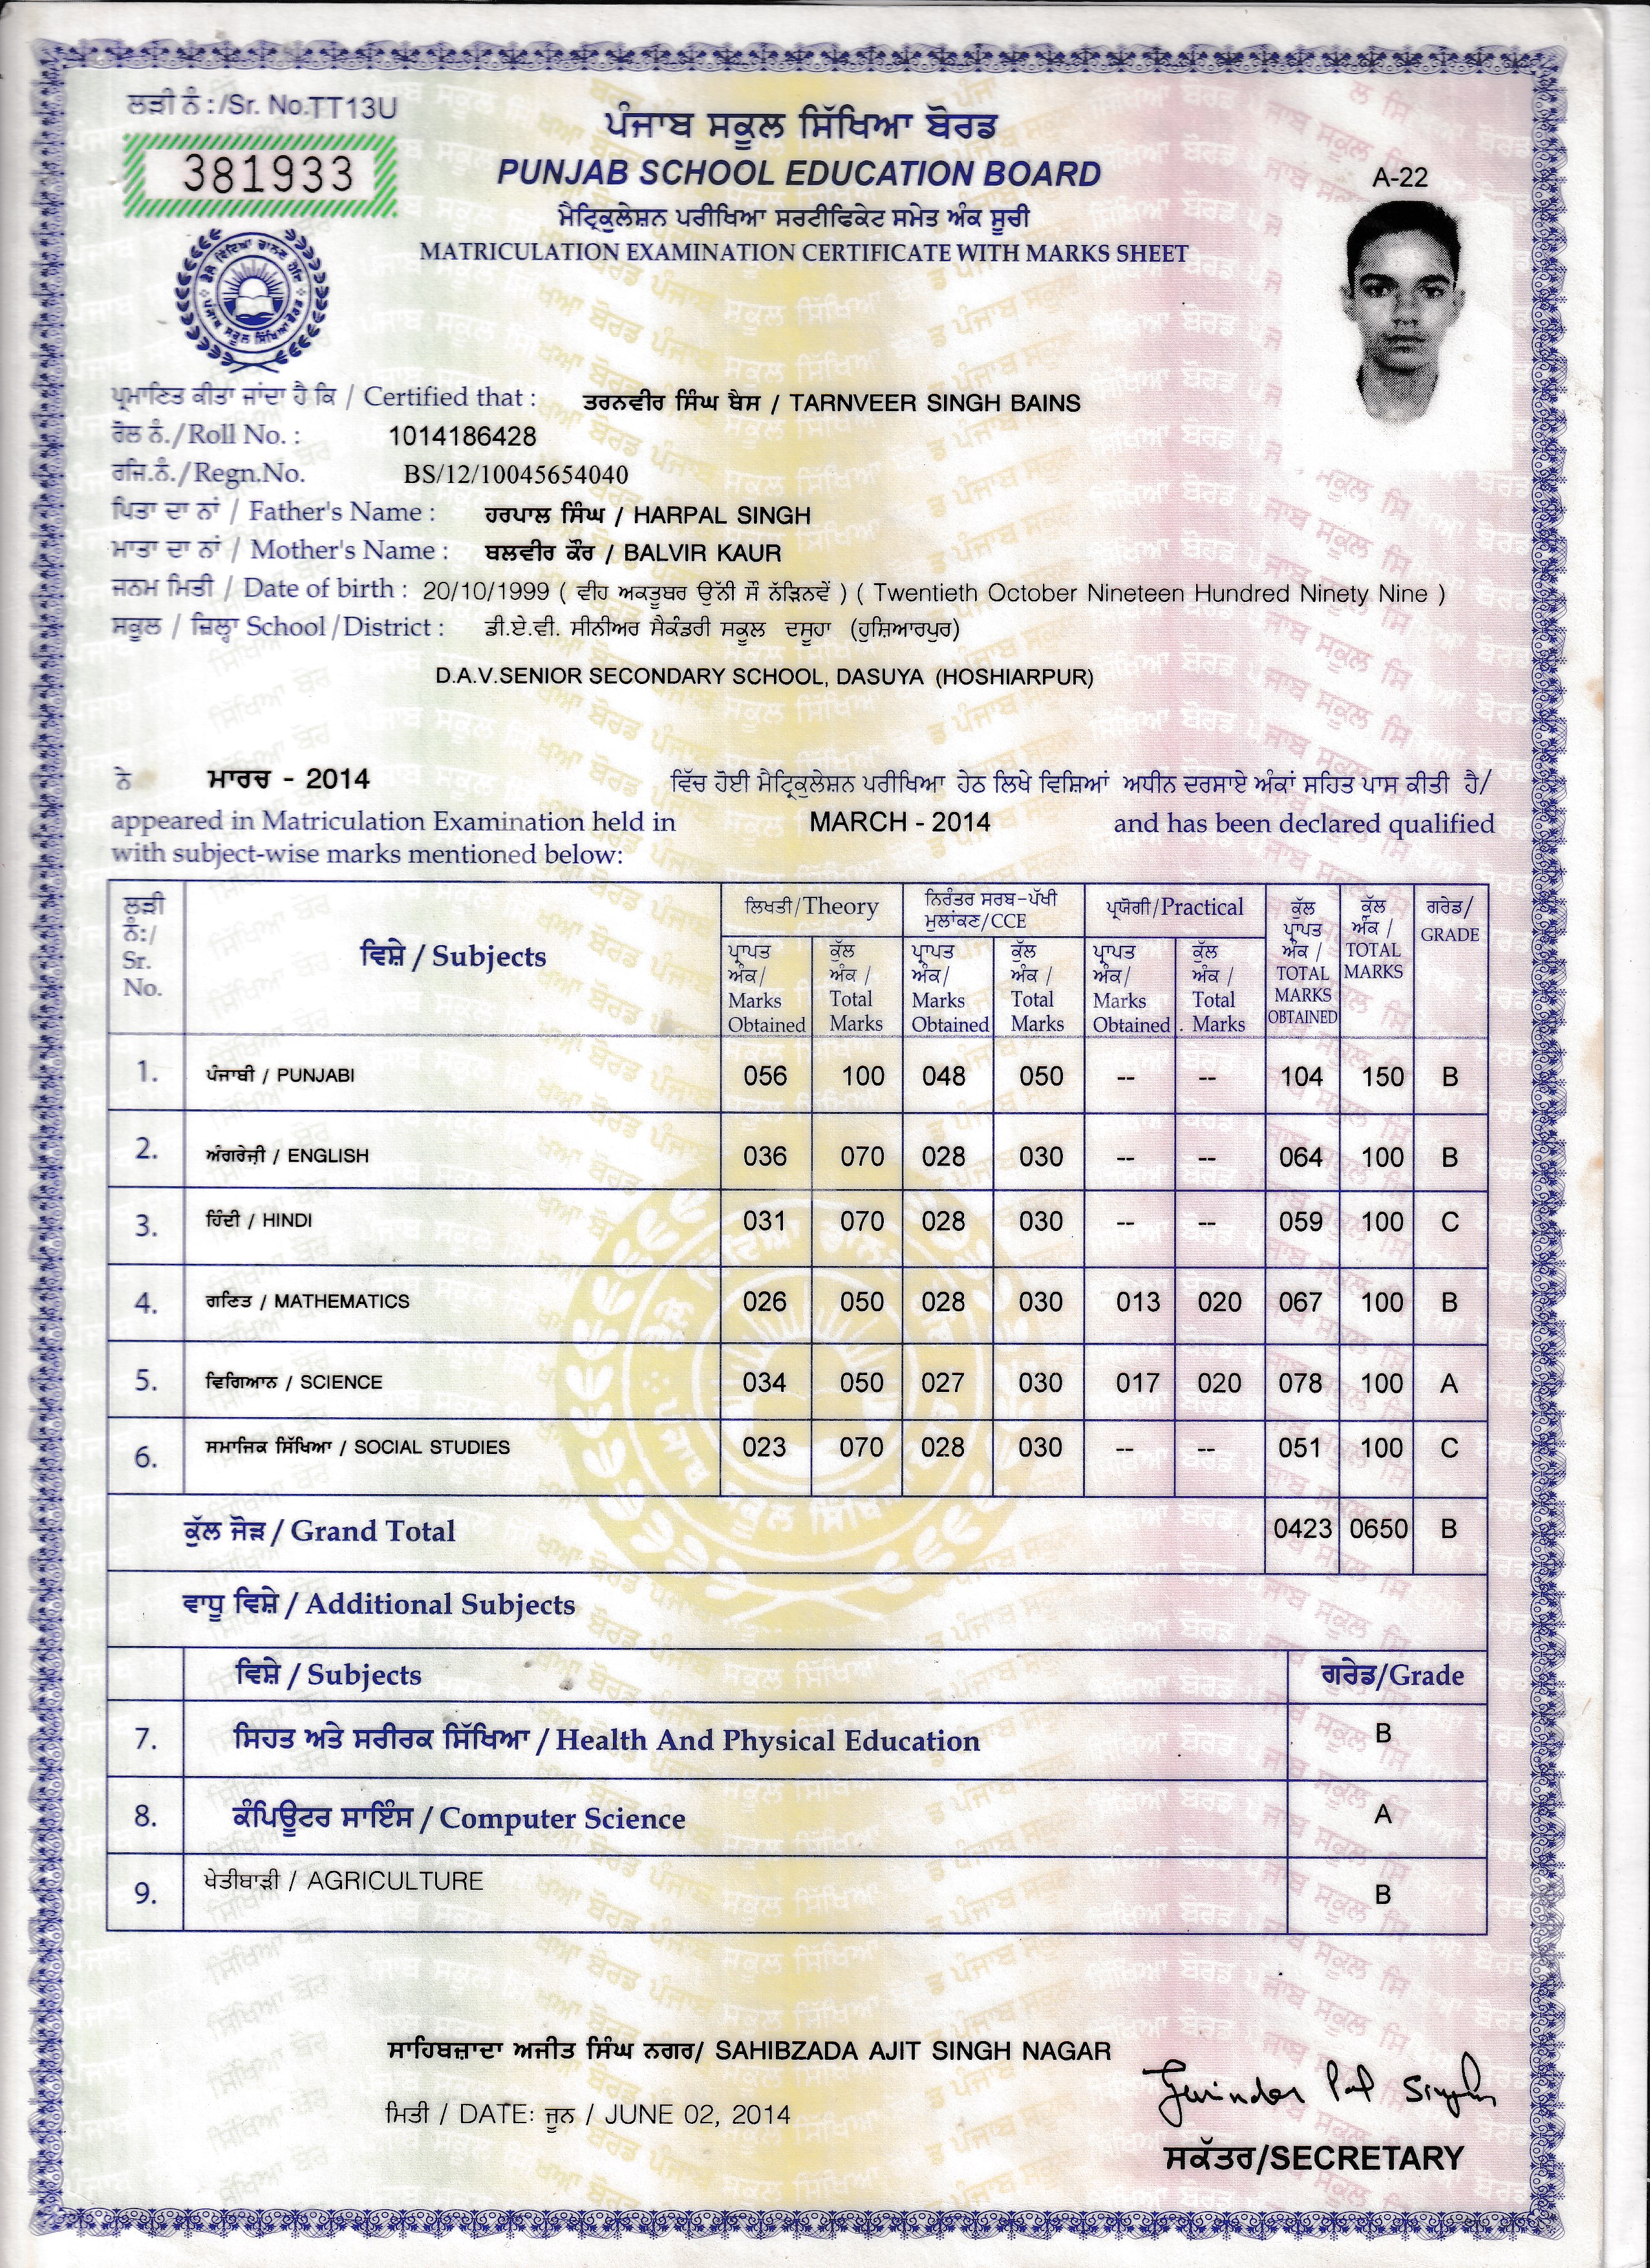 ਲੜੀ ਨੰ:/Sr. No.TT13U
381933
ਪੰਜਾਬ ਸਕੂਲ ਸਿੱਖਿਆ ਬੋਰਡ
PUNJAB SCHOOL EDUCATION BOARD
A-22
ਮੈਟ੍ਰਿਕੁਲੇਸ਼ਨ ਪਰੀਖਿਆ ਸਰਟੀਫਿਕੇਟ ਸਮੇਤ ਅੰਕ ਸੂਚੀ
MATRICULATION EXAMINATION CERTIFICATE WITH MARKS SHEET
ਪ੍ਰਮਾਣਿਤ ਕੀਤਾ ਜਾਂਦਾ ਹੈ ਕਿ / Certified that : ਤਰਨਵੀਰ ਸਿੰਘ ਬੇਸ / TARNVEER SINGH BAINS
ਰੋਲ ਨੰ./Roll No. : 1014186428
ਰਜਿ.ਨੰ./Regn.No. BS/12/10045654040
ਪਿਤਾ ਦਾ ਨਾਂ / Father's Name : ਹਰਪਾਲ ਸਿੰਘ / HARPAL SINGH
ਮਾਤਾ ਦਾ ਨਾਂ / Mother's Name : ਬਲਵੀਰ ਕੌਰ / BALVIR KAUR
ਜਨਮ ਮਿਤੀ / Date of birth : 20/10/1999 ( ਵੀਹ ਅਕਤੂਬਰ ਉੱਨੀ ਸੌ ਨੱੜਿਨਵੇਂ ) ( Twentieth October Nineteen Hundred Ninety Nine )
ਸਕੂਲ / ਜ਼ਿਲ੍ਹਾ School/District : ਡੀ.ਏ.ਵੀ. ਸੀਨੀਅਰ ਸੈਕੰਡਰੀ ਸਕੂਲ ਦਸੂਹਾ (ਹੁਸ਼ਿਆਰਪੁਰ)
D.A.V.SENIOR SECONDARY SCHOOL, DASUYA (HOSHIARPUR)
ਨੇ ਮਾਰਚ - 2014 ਵਿੱਚ ਹੋਈ ਮੈਟ੍ਰਿਕੁਲੇਸ਼ਨ ਪਰੀਖਿਆ ਹੇਠ ਲਿਖੇ ਵਿਸ਼ਿਆਂ ਅਧੀਨ ਦਰਸਾਏ ਅੰਕਾਂ ਸਹਿਤ ਪਾਸ ਕੀਤੀ ਹੈ/
appeared in Matriculation Examination held in MARCH - 2014 and has been declared qualified
with subject-wise marks mentioned below:
ਲੜੀ ਨੰ:/ Sr. No. ਵਿਸ਼ੇ / Subjects ਲਿਖਤੀ/Theory ਨਿਰੰਤਰ ਸਰਬ-ਪੱਖੀ ਮੁਲਾਂਕਣ/CCE ਪ੍ਰਯੋਗੀ/Practical ਕੁੱਲ ਪ੍ਰਾਪਤ ਅੰਕ / TOTAL MARKS OBTAINED ਕੁੱਲ ਅੰਕ / TOTAL MARKS ਗਰੇਡ/ GRADE
ਪ੍ਰਾਪਤ ਅੰਕ/ Marks Obtained ਕੁੱਲ ਅੰਕ / Total Marks ਪ੍ਰਾਪਤ ਅੰਕ/ Marks Obtained ਕੁੱਲ ਅੰਕ / Total Marks ਪ੍ਰਾਪਤ ਅੰਕ/ Marks Obtained ਕੁੱਲ ਅੰਕ / Total Marks
1. ਪੰਜਾਬੀ / PUNJABI 056 100 048 050 -- -- 104 150 B
2. ਅੰਗਰੇਜ਼ੀ / ENGLISH 036 070 028 030 -- -- 064 100 B
3. ਹਿੰਦੀ / HINDI 031 070 028 030 -- -- 059 100 C
4. ਗਣਿਤ / MATHEMATICS 026 050 028 030 013 020 067 100 B
5. ਵਿਗਿਆਨ / SCIENCE 034 050 027 030 017 020 078 100 A
6. ਸਮਾਜਿਕ ਸਿੱਖਿਆ / SOCIAL STUDIES 023 070 028 030 -- -- 051 100 C
ਕੁੱਲ ਜੋੜ / Grand Total 0423 0650 B
ਵਾਧੂ ਵਿਸ਼ੇ / Additional Subjects
ਵਿਸ਼ੇ / Subjects ਗਰੇਡ/Grade
7. ਸਿਹਤ ਅਤੇ ਸਰੀਰਕ ਸਿੱਖਿਆ / Health And Physical Education B
8. ਕੰਪਿਊਟਰ ਸਾਇੰਸ / Computer Science A
9. ਖੇਤੀਬਾੜੀ / AGRICULTURE B
ਸਾਹਿਬਜ਼ਾਦਾ ਅਜੀਤ ਸਿੰਘ ਨਗਰ/ SAHIBZADA AJIT SINGH NAGAR
ਮਿਤੀ / DATE: ਜੂਨ / JUNE 02, 2014
Gurinder Pal Singh
ਸਕੱਤਰ/SECRETARY